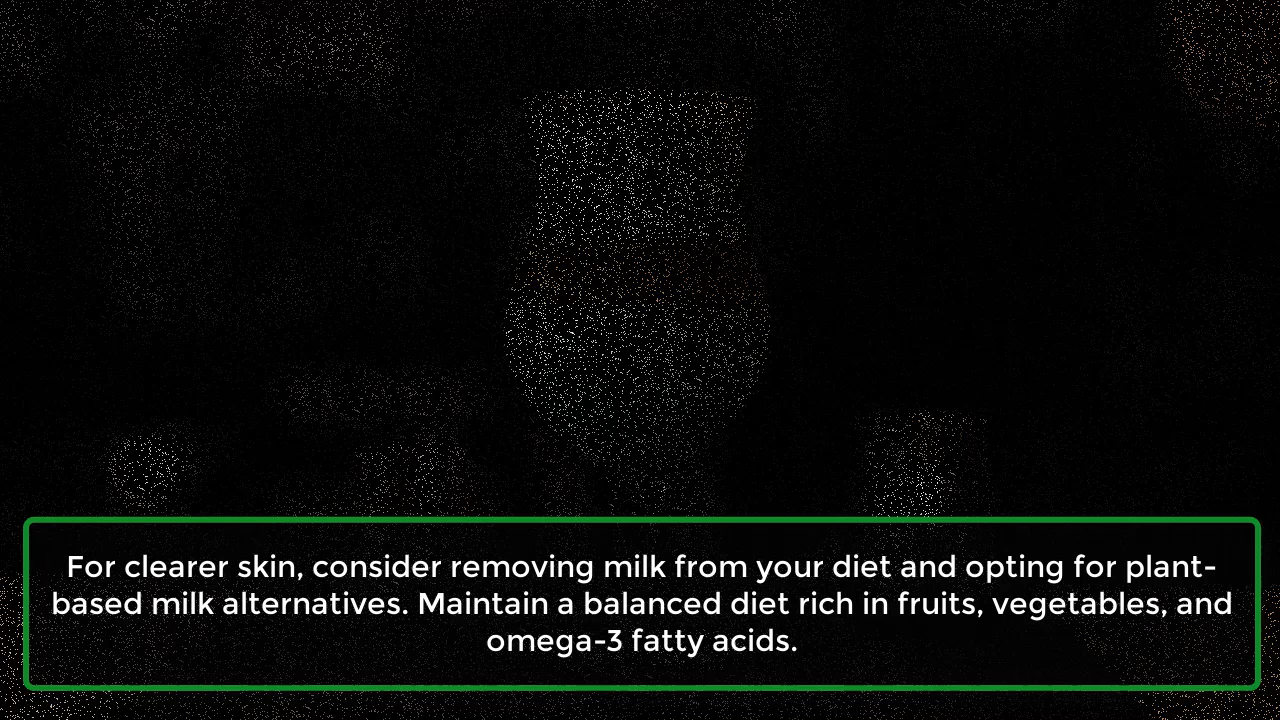 For clearer skin, consider removing milk from your diet and opting for plant-
based milk alternatives. Maintain a balanced diet rich in fruits, vegetables, and
omega-3 fatty acids.